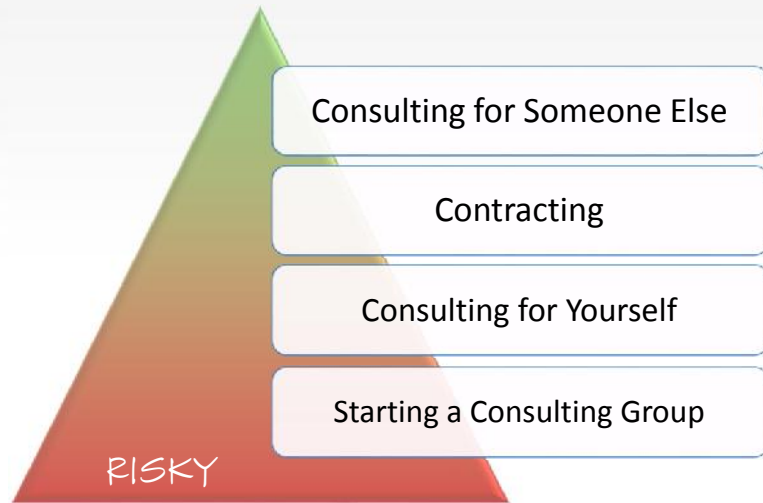 Consulting for Someone Else
Contracting
Consulting for Yourself
Starting a Consulting Group
RISKY